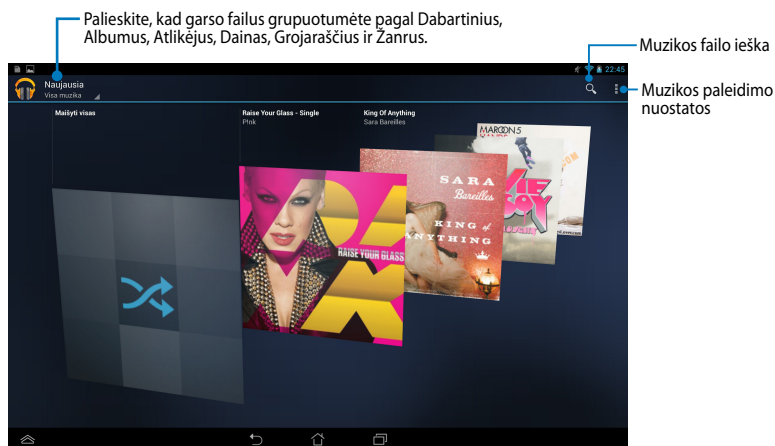 Palieskite, kad garso failus grupuotumėte pagal Dabartinius,
Albumus, Atlikėjus, Dainas, Grojaraščius ir Žanrus.
Muzikos failo ieška
Muzikos paleidimo
nuostatos
22:45
Naujausia
Visa muzika
Maišyti visas
Raise Your Glass - Single
P!nk
King Of Anything
Sara Bareilles
RAISE YOUR GLASS
SARA
Bareilles
KING of
ANYTHING
MAROON 5